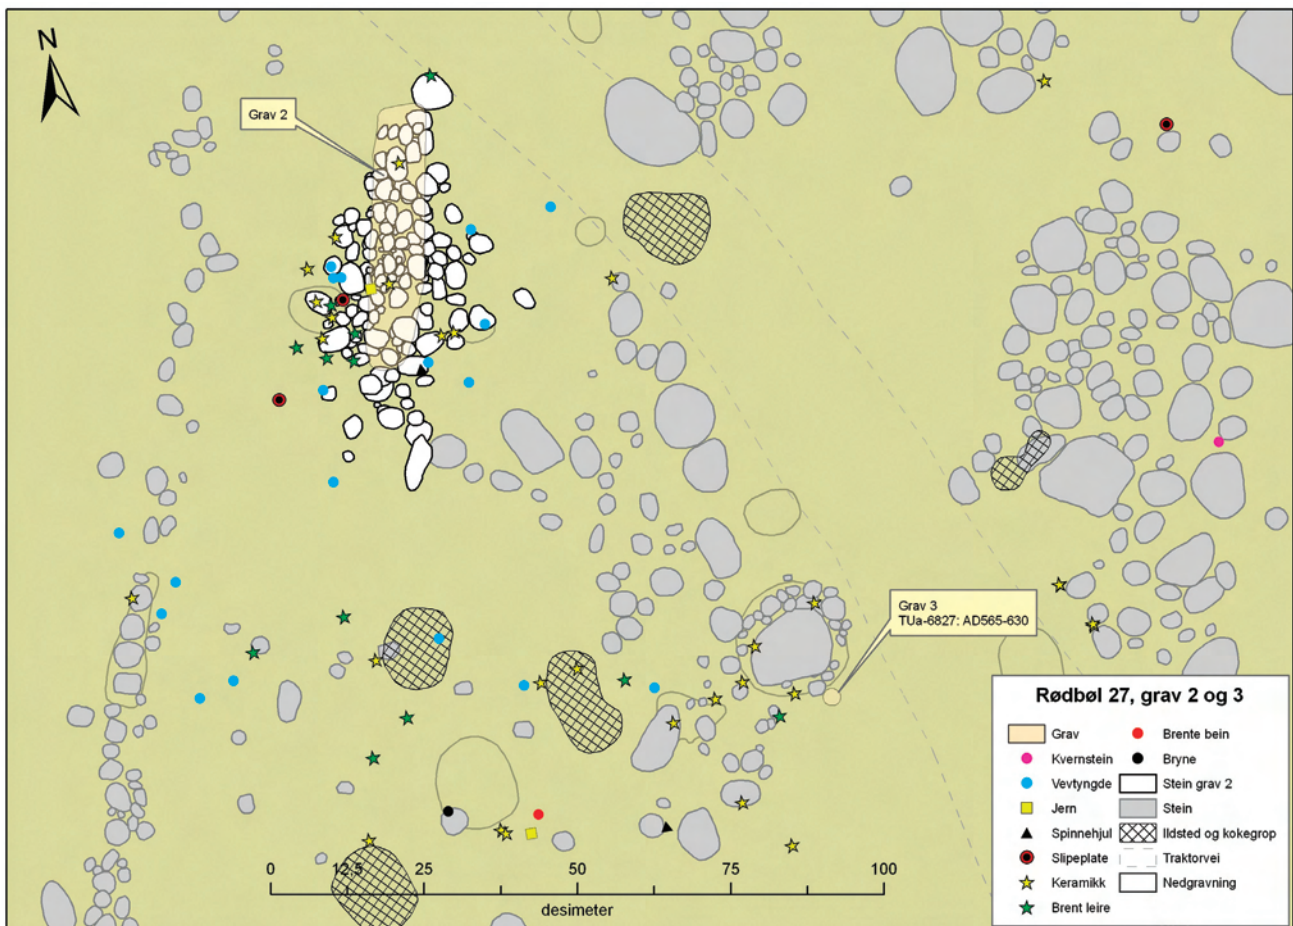 N
Grav 2
Grav 3
TUa-6827: AD565-630
Rødbøl 27, grav 2 og 3
Grav
Kvernstein
Vevtyngde
Jern
Spinnehjul
Slipeplate
Keramikk
Brent leire
Brente bein
Bryne
Stein grav 2
Stein
Ildsted og kokegrop
Traktorvei
Nedgravning
0 12,5 25 50 75 100
desimeter